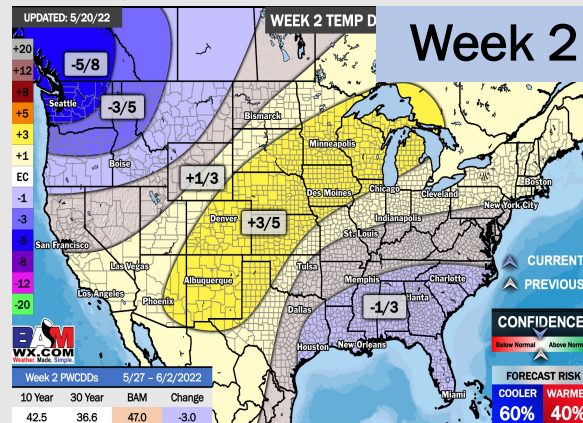 UPDATED: 5/20/22
WEEK 2 TEMP D
Week 2
+20
+12
+8
+5
+3
+1
EC
-1
-3
-5
-8
-12
-20
-5/8
-3/5
+1/3
+3/5
-1/3
Seattle
Boise
Bismarck
Minneapolis
Des Moines
Chicago
Cleveland
Boston
New York City
Indianapolis
St. Louis
Denver
San Francisco
Las Vegas
Los Angeles
Phoenix
Albuquerque
Tulsa
Memphis
Charlotte
Dallas
Houston
New Orleans
Miami
CURRENT
PREVIOUS
CONFIDENCE
Below Normal
Above Norm
FORECAST RISK
COOLER
WARME
60%
40%
BAM
WX.COM
Weather. Made. Simple.
Week 2 PWCDDs 5/27 – 6/2/2022
10 Year 30 Year BAM Change
42.5 36.6 47.0 -3.0